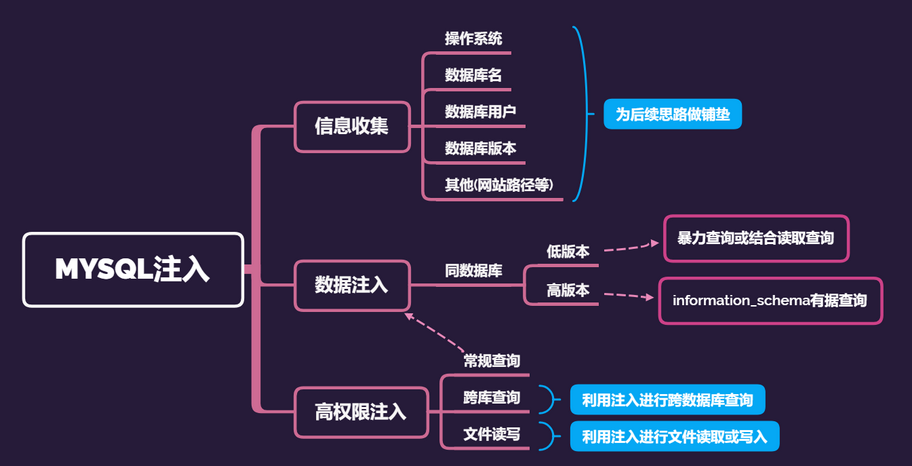 MYSQL注入
信息收集
操作系统
数据库名
数据库用户
数据库版本
其他(网站路径等)
为后续思路做铺垫
数据注入
同数据库
低版本
暴力查询或结合读取查询
高版本
information_schema有据查询
高权限注入
常规查询
跨库查询
利用注入进行跨数据库查询
文件读写
利用注入进行文件读取或写入